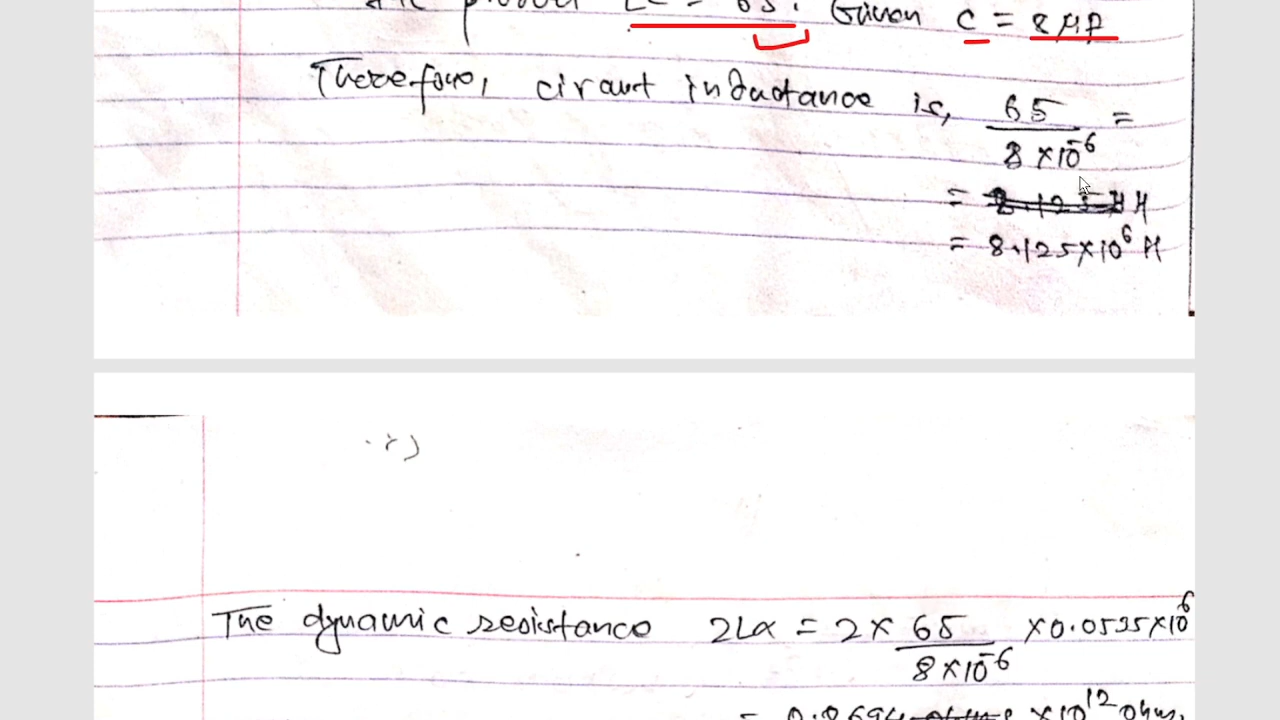 Given C = 8 μF
Therefore, circuit inductance is, 65 / 8×10⁻⁶ =
= H
= 8.125×10⁶ H
The dynamic resistance 2Lα = 2× 65 / 8×10⁻⁶ ×0.0535×10⁶
= ×10¹² ohms.